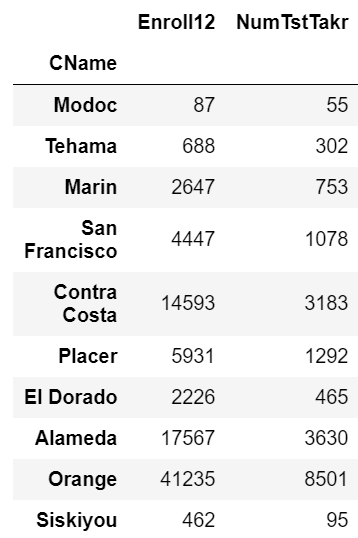 Enroll12 NumTstTakr
CName
Modoc 87 55
Tehama 688 302
Marin 2647 753
San
Francisco 4447 1078
Contra
Costa 14593 3183
Placer 5931 1292
El Dorado 2226 465
Alameda 17567 3630
Orange 41235 8501
Siskiyou 462 95